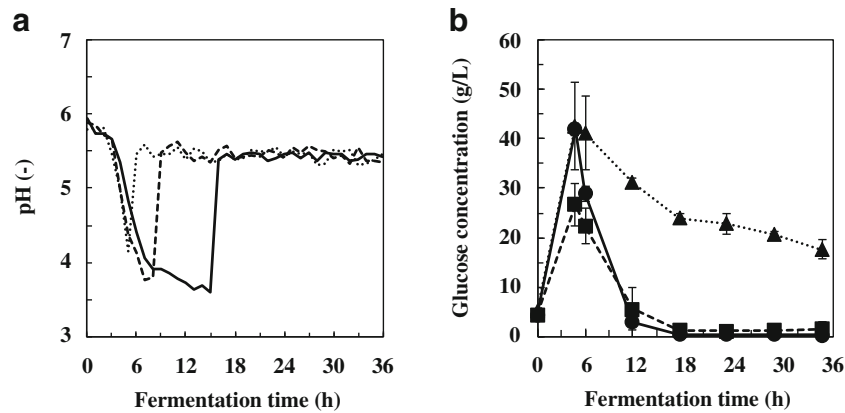 a
7
6
5
4
3
pH (-)
0 6 12 18 24 30 36
Fermentation time (h)
b
60
50
40
30
20
10
0
Glucose concentration (g/L)
0 6 12 18 24 30 36
Fermentation time (h)